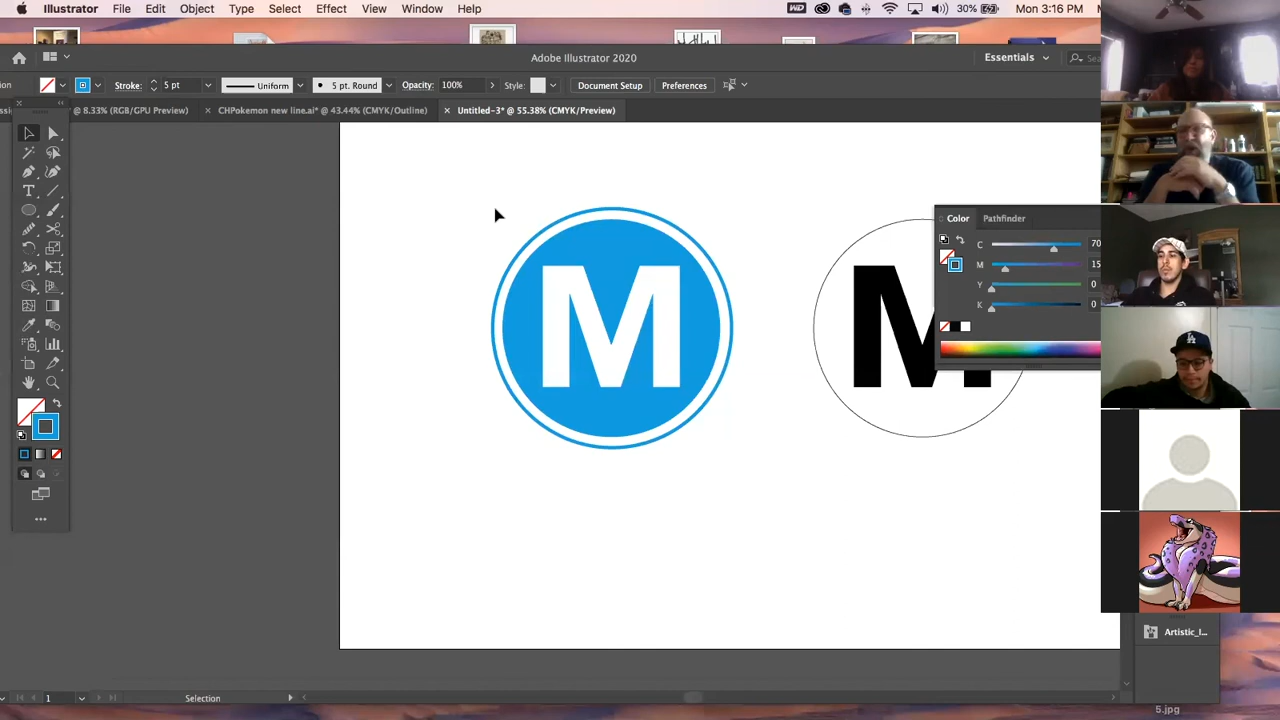 Illustrator File Edit Object Type Select Effect View Window Help 30% Mon 3:16 PM
Adobe Illustrator 2020 Essentials
Stroke: 5 pt Uniform 5 pt. Round Opacity: 100% Style: Document Setup Preferences
@ 8.33% (RGB/GPU Preview) × CHPokemon new line.ai* @ 43.44% (CMYK/Outline) × Untitled-3* @ 55.38% (CMYK/Preview)
M
M
Color Pathfinder
C 70
M 15
Y 0
K 0
Artistic_I...
1 Selection
5.jpg